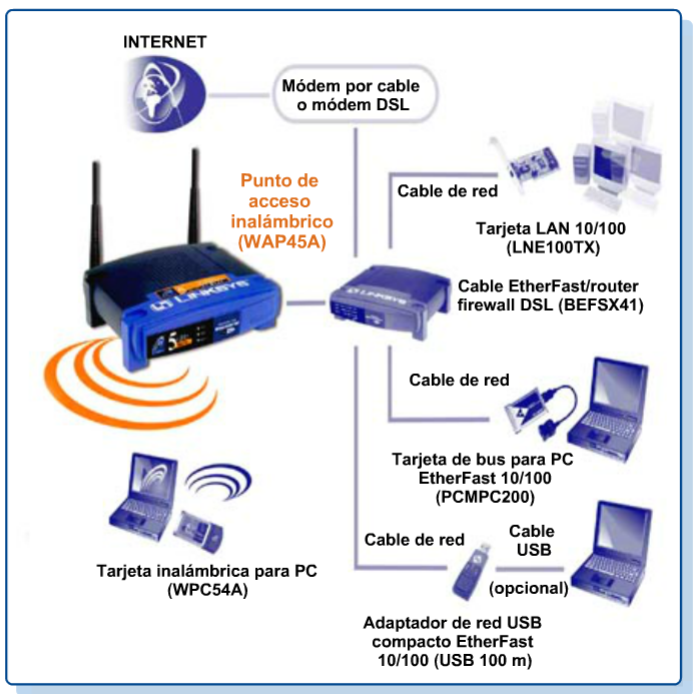 INTERNET
Módem por cable
o módem DSL
Punto de
acceso
inalámbrico
(WAP45A)
Cable de red
Tarjeta LAN 10/100
(LNE100TX)
Cable EtherFast/router
firewall DSL (BEFSX41)
LINKSYS
LINKSYS
5
Cable de red
Tarjeta de bus para PC
EtherFast 10/100
(PCMPC200)
Tarjeta inalámbrica para PC
(WPC54A)
Cable de red
Cable
USB
(opcional)
Adaptador de red USB
compacto EtherFast
10/100 (USB 100 m)